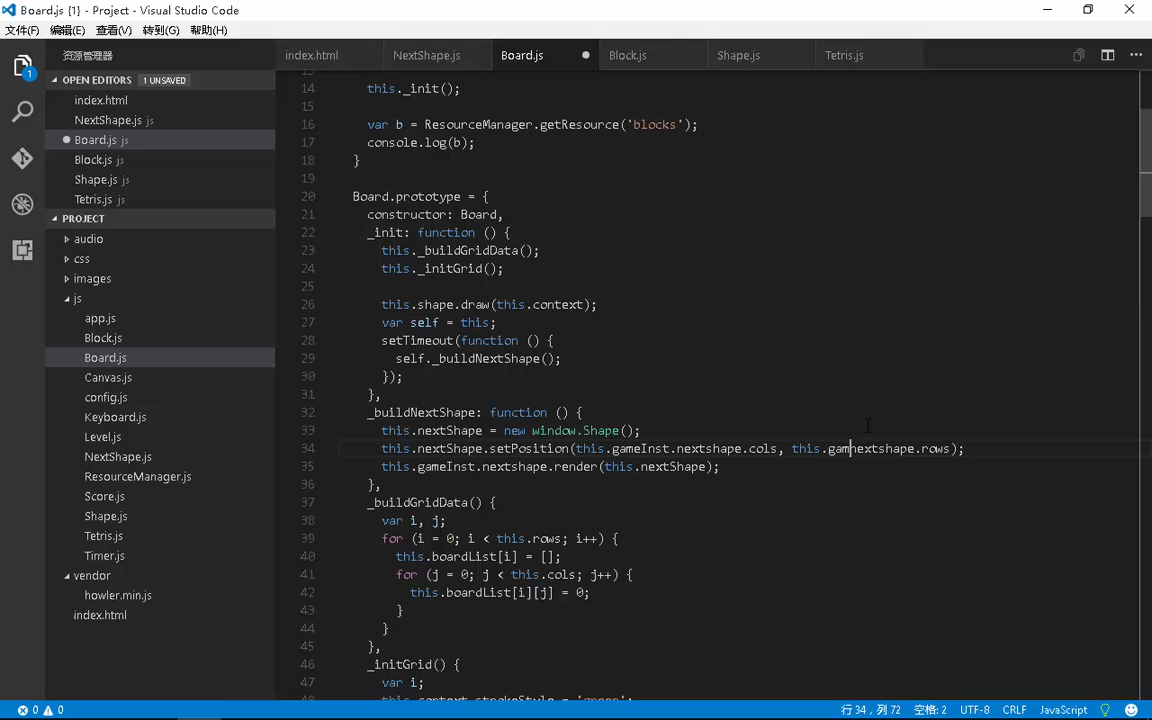 Board.js {1} - Project - Visual Studio Code
文件(F) 编辑(E) 查看(V) 转到(G) 帮助(H)
资源管理器
index.html NextShape.js Board.js Block.js Shape.js Tetris.js
OPEN EDITORS 1 UNSAVED
index.html
NextShape.js js
Board.js js
Block.js js
Shape.js js
Tetris.js js
PROJECT
audio
css
images
js
app.js
Block.js
Board.js
Canvas.js
config.js
Keyboard.js
Level.js
NextShape.js
ResourceManager.js
Score.js
Shape.js
Tetris.js
Timer.js
vendor
howler.min.js
index.html
1
14 this._init();
15
16 var b = ResourceManager.getResource('blocks');
17 console.log(b);
18 }
19
20 Board.prototype = {
21 constructor: Board,
22 _init: function () {
23 this._buildGridData();
24 this._initGrid();
25
26 this.shape.draw(this.context);
27 var self = this;
28 setTimeout(function () {
29 self._buildNextShape();
30 });
31 },
32 _buildNextShape: function () {
33 this.nextShape = new window.Shape();
34 this.nextShape.setPosition(this.gameInst.nextshape.cols, this.gamnextshape.rows);
35 this.gameInst.nextshape.render(this.nextShape);
36 },
37 _buildGridData() {
38 var i, j;
39 for (i = 0; i < this.rows; i++) {
40 this.boardList[i] = [];
41 for (j = 0; j < this.cols; j++) {
42 this.boardList[i][j] = 0;
43 }
44 }
45 },
46 _initGrid() {
47 var i;
48 this.context.strokeStyle = 'green';
0 0 行 34，列 72 空格: 2 UTF-8 CRLF JavaScript